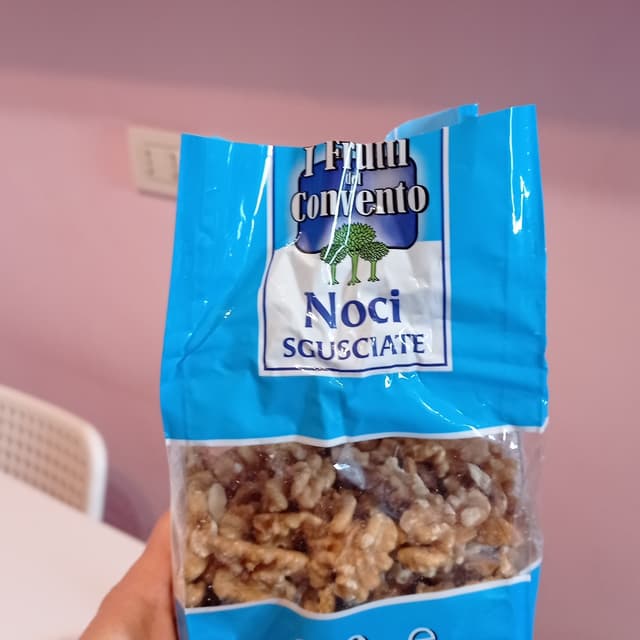 I Frutti
del
Convento
Noci
SGUSCIATE